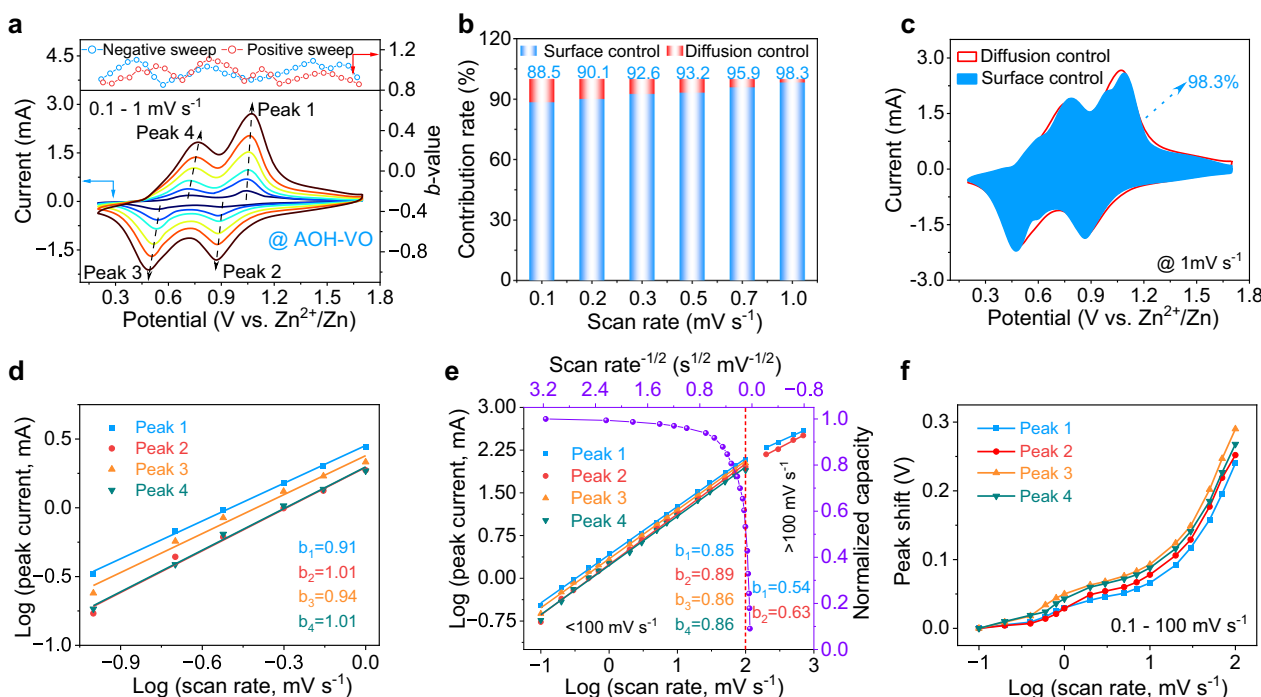 a
Negative sweep Positive sweep
0.1 - 1 mV s⁻¹
Peak 1
Peak 4
Peak 3
Peak 2
@ AOH-VO
Current (mA)
3.0
1.5
0.0
−1.5
1.2
0.8
0.4
0.0
−0.4
−0.8
b-value
0.3 0.6 0.9 1.2 1.5 1.8
Potential (V vs. Zn²⁺/Zn)
b
Surface control Diffusion control
88.5 90.1 92.6 93.2 95.9 98.3
Contribution rate (%)
120
90
60
30
0
0.1 0.2 0.3 0.5 0.7 1.0
Scan rate (mV s⁻¹)
c
Diffusion control
Surface control
98.3%
@ 1mV s⁻¹
Current (mA)
4.5
3.0
1.5
0.0
−1.5
−3.0
0.3 0.6 0.9 1.2 1.5 1.8
Potential (V vs. Zn²⁺/Zn)
d
Peak 1
Peak 2
Peak 3
Peak 4
b₁=0.91
b₂=1.01
b₃=0.94
b₄=1.01
Log (peak current, mA)
0.5
0.0
−0.5
−1.0
−0.9 −0.6 −0.3 0.0
Log (scan rate, mV s⁻¹)
e
Scan rate⁻¹/² (s¹/² mV⁻¹/²)
3.2 2.4 1.6 0.8 0.0 −0.8
Peak 1
Peak 2
Peak 3
Peak 4
b₁=0.85
b₂=0.89
b₃=0.86
b₄=0.86
<100 mV s⁻¹
>100 mV s⁻¹
b₁=0.54
b₂=0.63
Log (peak current, mA)
3.00
2.25
1.50
0.75
0.00
−0.75
1.0
0.8
0.6
0.4
0.2
0.0
Normalized capacity
−1 0 1 2 3
Log (scan rate, mV s⁻¹)
f
Peak 1
Peak 2
Peak 3
Peak 4
0.1 - 100 mV s⁻¹
Peak shift (V)
0.3
0.2
0.1
0.0
−1 0 1 2
Log (scan rate, mV s⁻¹)